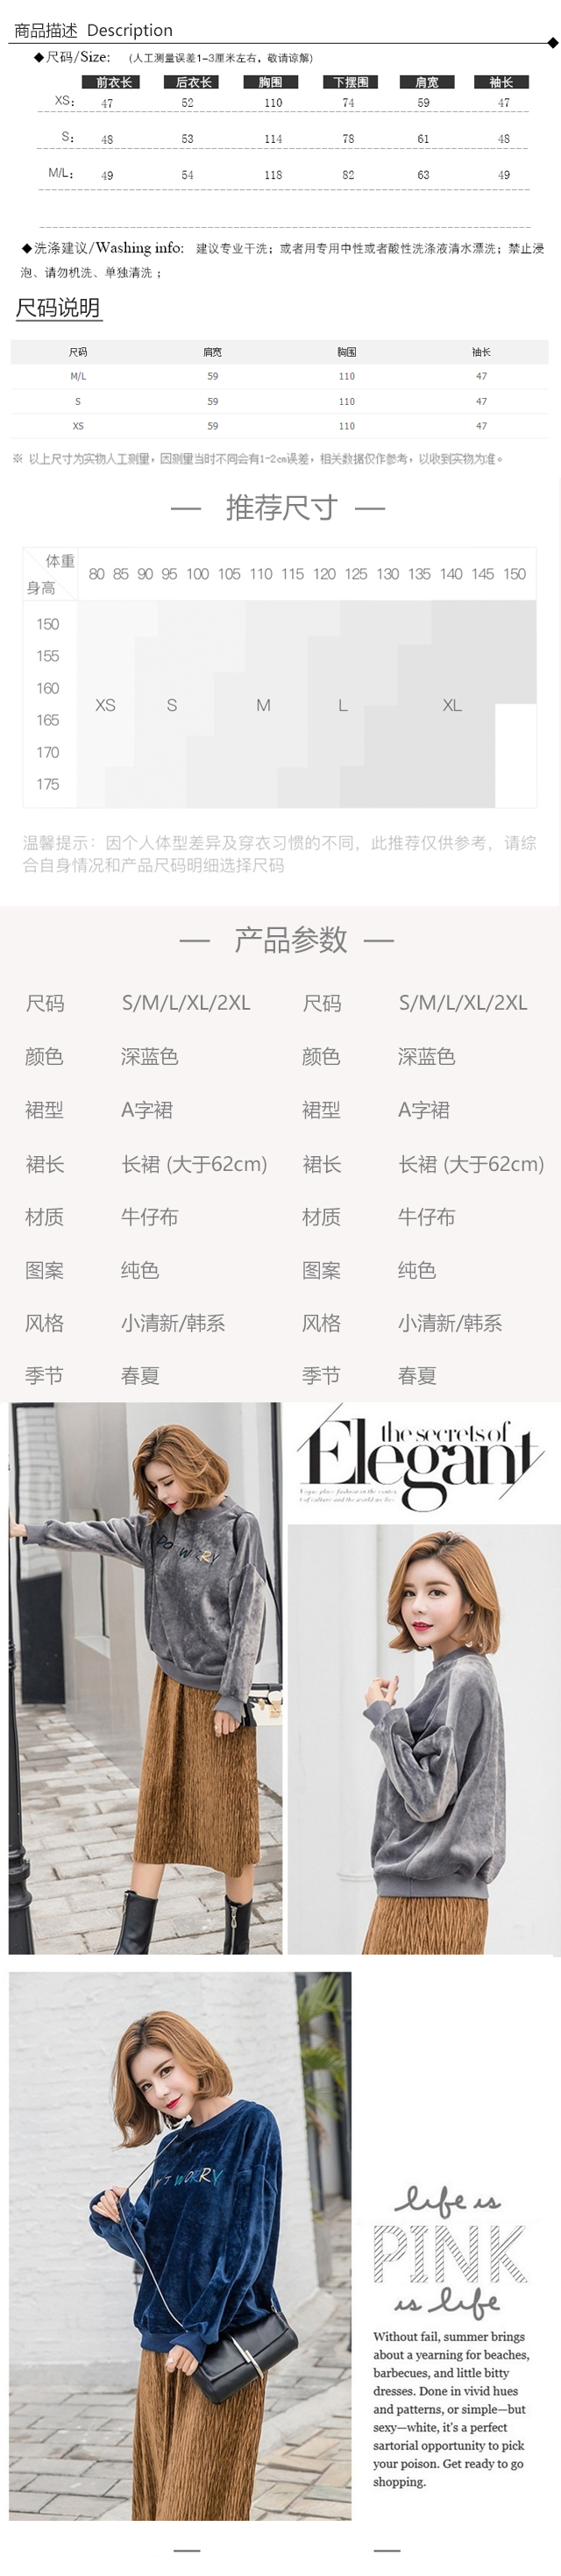 商品描述 Description
◆尺码/Size: (人工测量误差1-3厘米左右，敬请谅解)
前衣长 后衣长 胸围 下摆围 肩宽 袖长
XS: 47 52 110 74 59 47
S: 48 53 114 78 61 48
M/L: 49 54 118 82 63 49
◆洗涤建议/Washing info: 建议专业干洗；或者用专用中性或者酸性洗涤液清水漂洗；禁止浸
泡、请勿机洗、单独清洗；
尺码说明
尺码 肩宽 胸围 袖长
M/L 59 110 47
S 59 110 47
XS 59 110 47
※ 以上尺寸为实物人工测量，因测量当时不同会有1-2cm误差，相关数据仅作参考，以收到实物为准。
— 推荐尺寸 —
体重
身高
80 85 90 95 100 105 110 115 120 125 130 135 140 145 150
150
155
160
XS S M L XL
165
170
175
温馨提示：因个人体型差异及穿衣习惯的不同，此推荐仅供参考，请综
合自身情况和产品尺码明细选择尺码
— 产品参数 —
尺码 S/M/L/XL/2XL 尺码 S/M/L/XL/2XL
颜色 深蓝色 颜色 深蓝色
裙型 A字裙 裙型 A字裙
裙长 长裙 (大于62cm) 裙长 长裙 (大于62cm)
材质 牛仔布 材质 牛仔布
图案 纯色 图案 纯色
风格 小清新/韩系 风格 小清新/韩系
季节 春夏 季节 春夏
the secrets of
Elegant
WORRY
life is
PINK
is life
Without fail, summer brings
about a yearning for beaches,
barbecues, and little bitty
dresses. Done in vivid hues
and patterns, or simple—but
sexy—white, it's a perfect
sartorial opportunity to pick
your poison. Get ready to go
shopping.